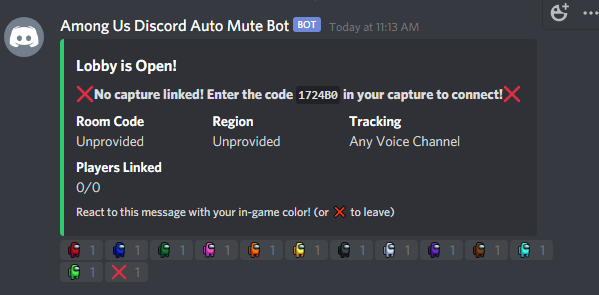 Among Us Discord Auto Mute Bot BOT Today at 11:13 AM
Lobby is Open!
❌No capture linked! Enter the code 1724B0 in your capture to connect!❌
Room Code Region Tracking
Unprovided Unprovided Any Voice Channel
Players Linked
0/0
React to this message with your in-game color! (or ❌ to leave)
1 1 1 1 1 1 1 1 1 1 1
1 ❌ 1